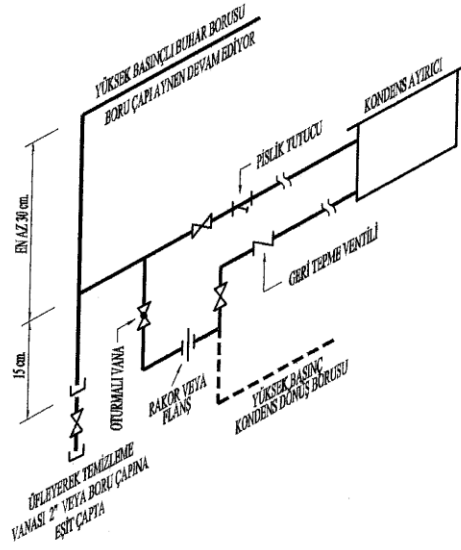 YÜKSEK BASINÇLI BUHAR BORUSU
BORU ÇAPI AYNEN DEVAM EDİYOR
KONDENS AYIRICI
PİSLİK TUTUCU
EN AZ 30 cm.
GERİ TEPME VENTİLİ
15 cm.
OTURMALI VANA
RAKOR VEYA
FLANŞ
YÜKSEK BASINÇ
KONDENS DÖNÜŞ BORUSU
ÜFLEYEREK TEMİZLEME
VANASI 2" VEYA BORU ÇAPINA
EŞİT ÇAPTA